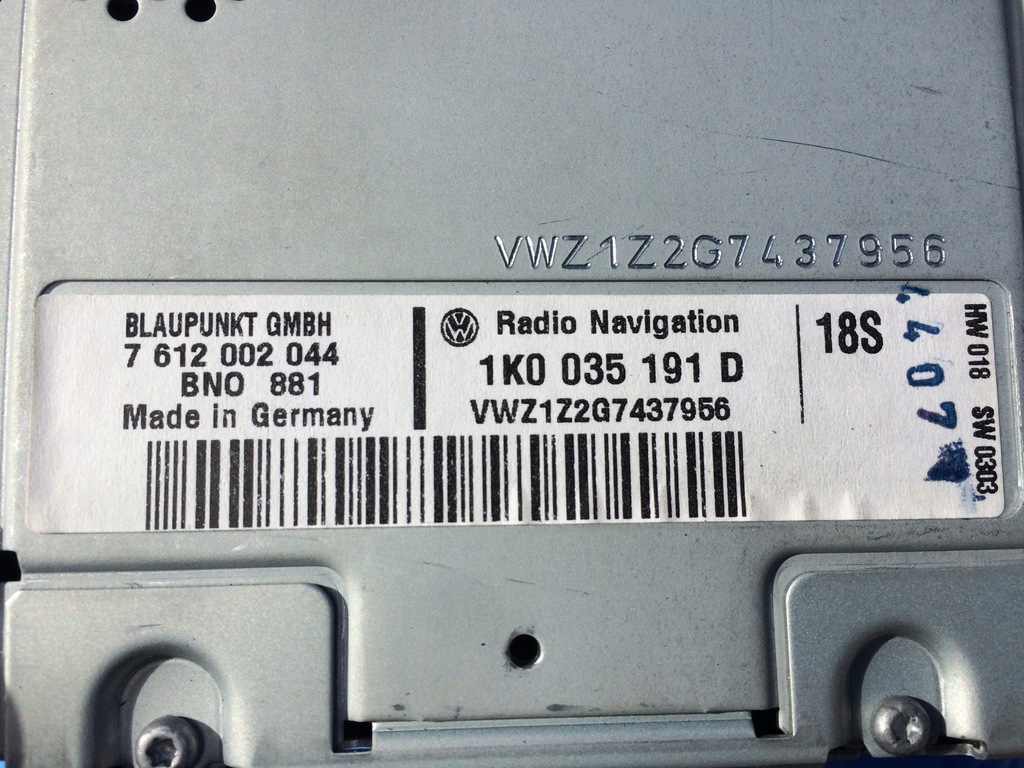 VWZ1Z2G7437956
BLAUPUNKT GMBH
7 612 002 044
BNO 881
Made in Germany
Radio Navigation
1K0 035 191 D
VWZ1Z2G7437956
18S
HW 018 SW 0303
407